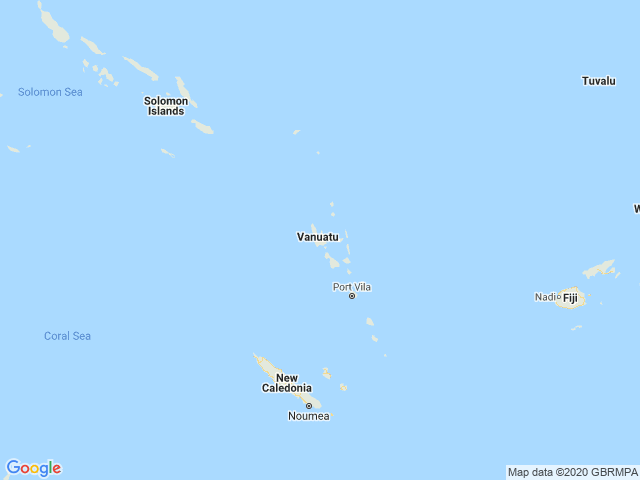 Solomon Sea
Tuvalu
Solomon
Islands
W
Vanuatu
Port Vila
Nadi
Fiji
Coral Sea
New
Caledonia
Noumea
Google
Map data ©2020 GBRMPA